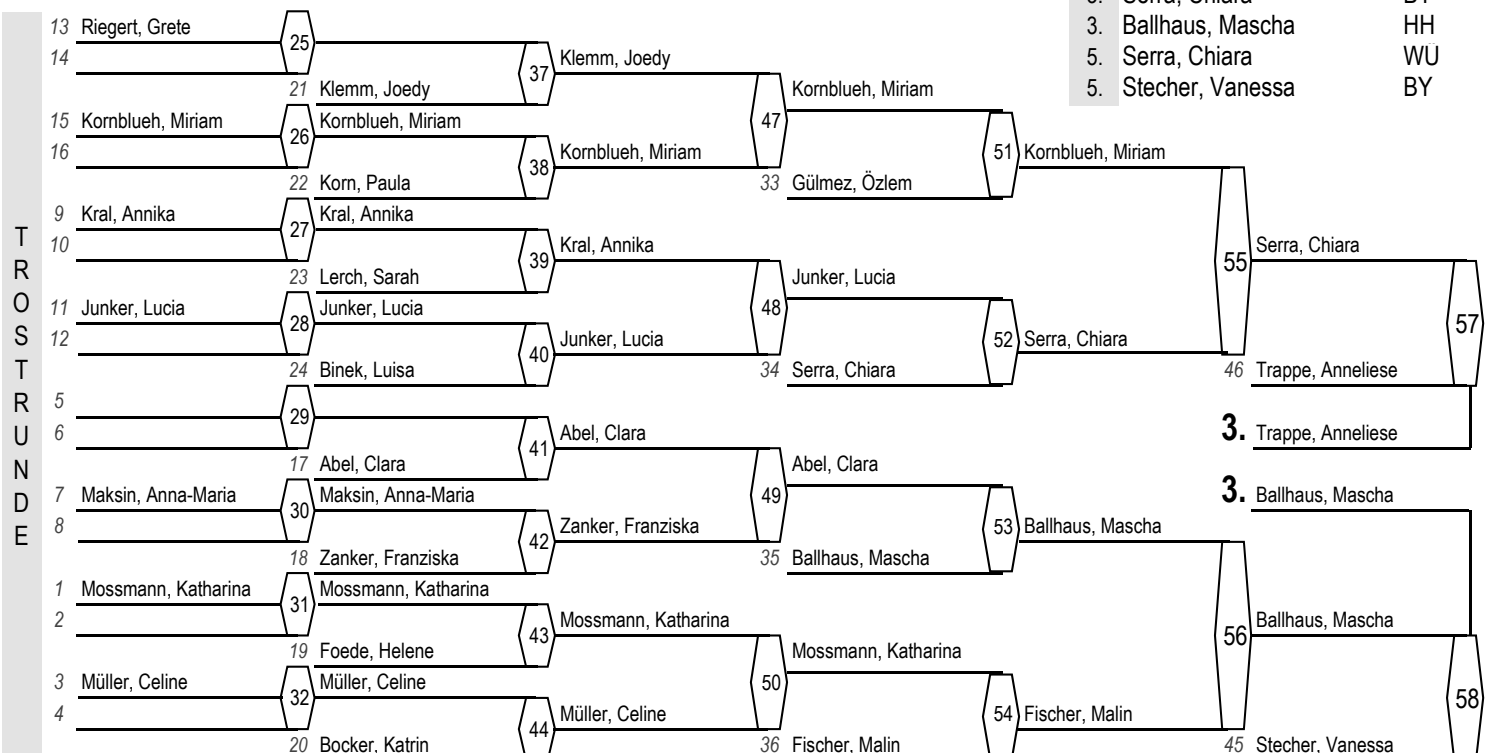 3. Ballhaus, Mascha HH
5. Serra, Chiara WÜ
5. Stecher, Vanessa BY
TROSTRUNDE
13 Riegert, Grete
25
14
Klemm, Joedy
37
21 Klemm, Joedy
Kornblueh, Miriam
15 Kornblueh, Miriam
26
Kornblueh, Miriam
47
16
Kornblueh, Miriam
51
Kornblueh, Miriam
38
22 Korn, Paula
33 Gülmez, Özlem
9 Kral, Annika
27
Kral, Annika
10
Kral, Annika
39
Serra, Chiara
55
23 Lerch, Sarah
Junker, Lucia
11 Junker, Lucia
28
Junker, Lucia
48
57
12
Junker, Lucia
52
Serra, Chiara
40
24 Binek, Luisa
34 Serra, Chiara
46 Trappe, Anneliese
5
29
6
Abel, Clara
41
3. Trappe, Anneliese
17 Abel, Clara
Abel, Clara
7 Maksin, Anna-Maria
30
Maksin, Anna-Maria
49
3. Ballhaus, Mascha
8
Zanker, Franziska
53
Ballhaus, Mascha
42
18 Zanker, Franziska
35 Ballhaus, Mascha
1 Mossmann, Katharina
31
Mossmann, Katharina
2
Mossmann, Katharina
43
Ballhaus, Mascha
56
19 Foede, Helene
Mossmann, Katharina
3 Müller, Celine
32
Müller, Celine
50
58
4
Müller, Celine
54
Fischer, Malin
44
20 Bocker, Katrin
36 Fischer, Malin
45 Stecher, Vanessa